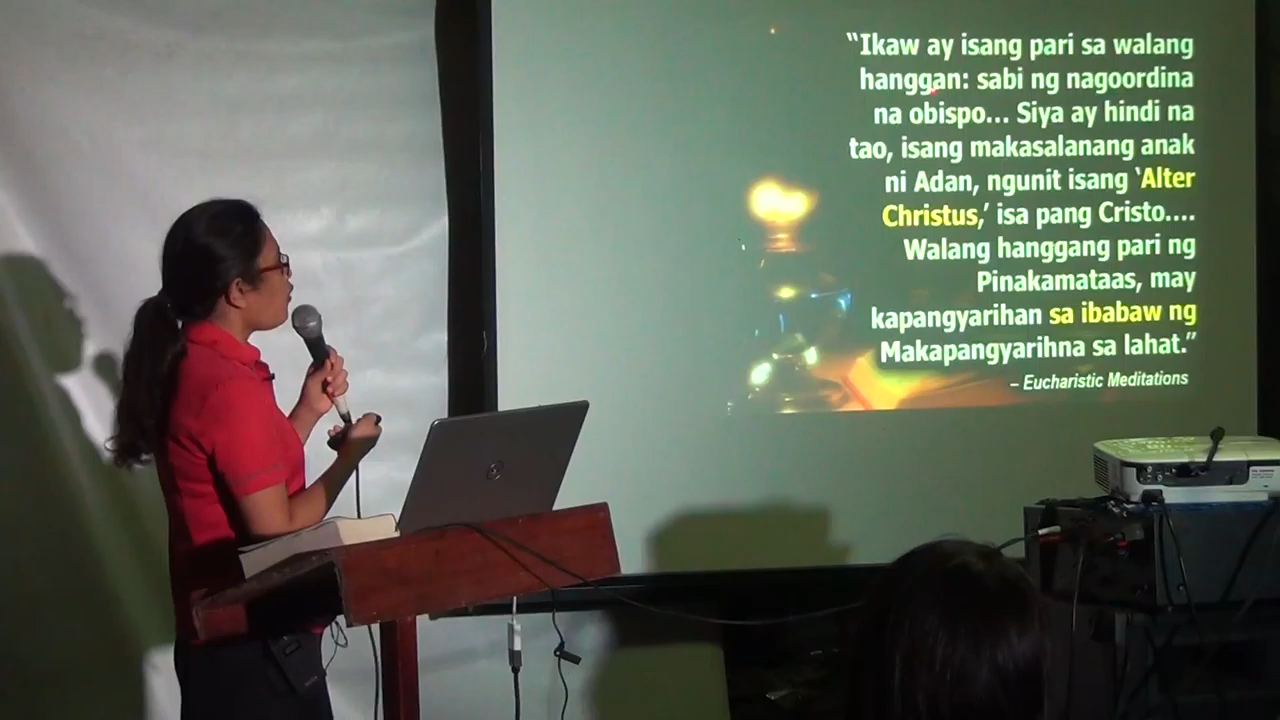 “Ikaw ay isang pari sa walang
hanggan: sabi ng nagoordina
na obispo... Siya ay hindi na
tao, isang makasalanang anak
ni Adan, ngunit isang ‘Alter
Christus,’ isa pang Cristo....
Walang hanggang pari ng
Pinakamataas, may
kapangyarihan sa ibabaw ng
Makapangyarihna sa lahat.”
– Eucharistic Meditations